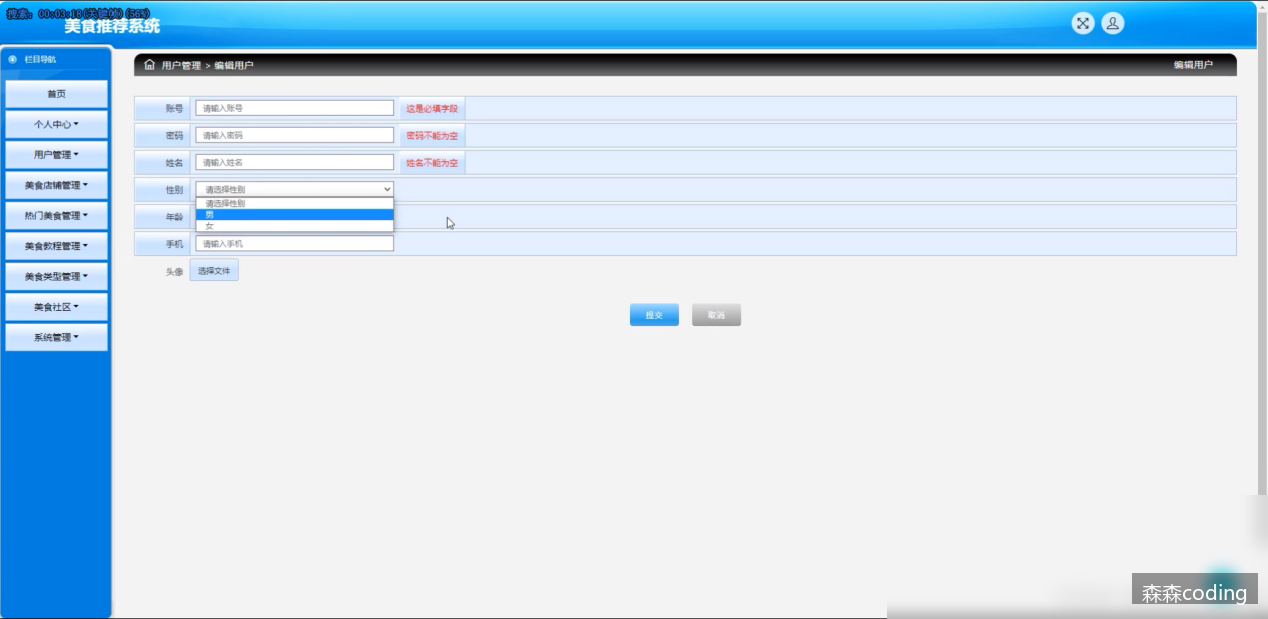 搜索: 00:03:18(关键帧) (56%)
美食推荐系统
栏目导航
首页
个人中心
用户管理
美食店铺管理
热门美食管理
美食教程管理
美食类型管理
美食社区
系统管理
用户管理 > 编辑用户
编辑用户
账号 请输入账号 这是必填字段
密码 请输入密码 密码不能为空
姓名 请输入姓名 姓名不能为空
性别 请选择性别
请选择性别
男
女
年龄
手机 请输入手机
头像 选择文件
提交 取消
森森coding